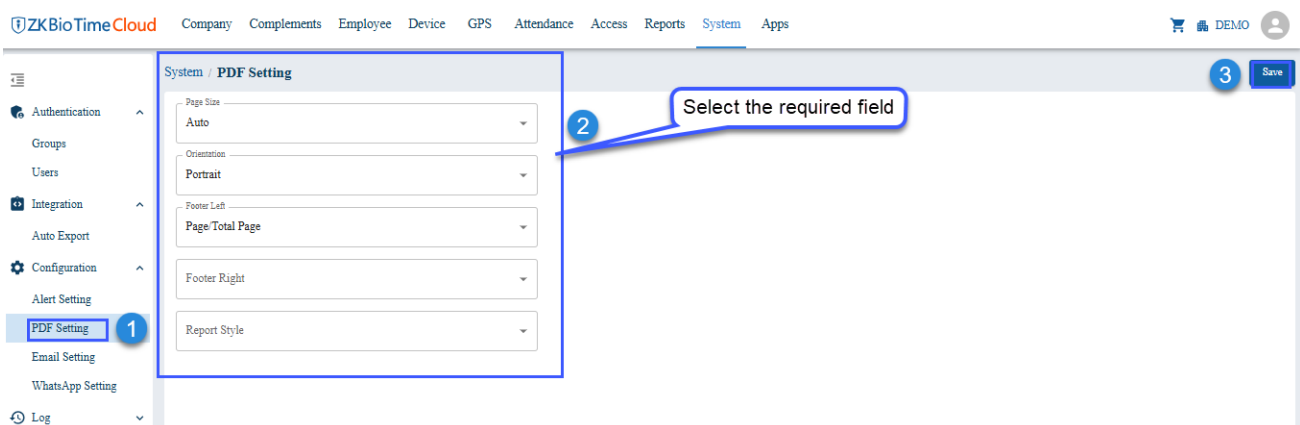 ZKBioTime Cloud Company Complements Employee Device GPS Attendance Access Reports System Apps DEMO
System / PDF Setting
3 Save
Authentication
Groups
Users
Integration
Auto Export
Configuration
Alert Setting
PDF Setting 1
Email Setting
WhatsApp Setting
Log
Page Size
Auto
2
Select the required field
Orientation
Portrait
Footer Left
Page/Total Page
Footer Right
Report Style